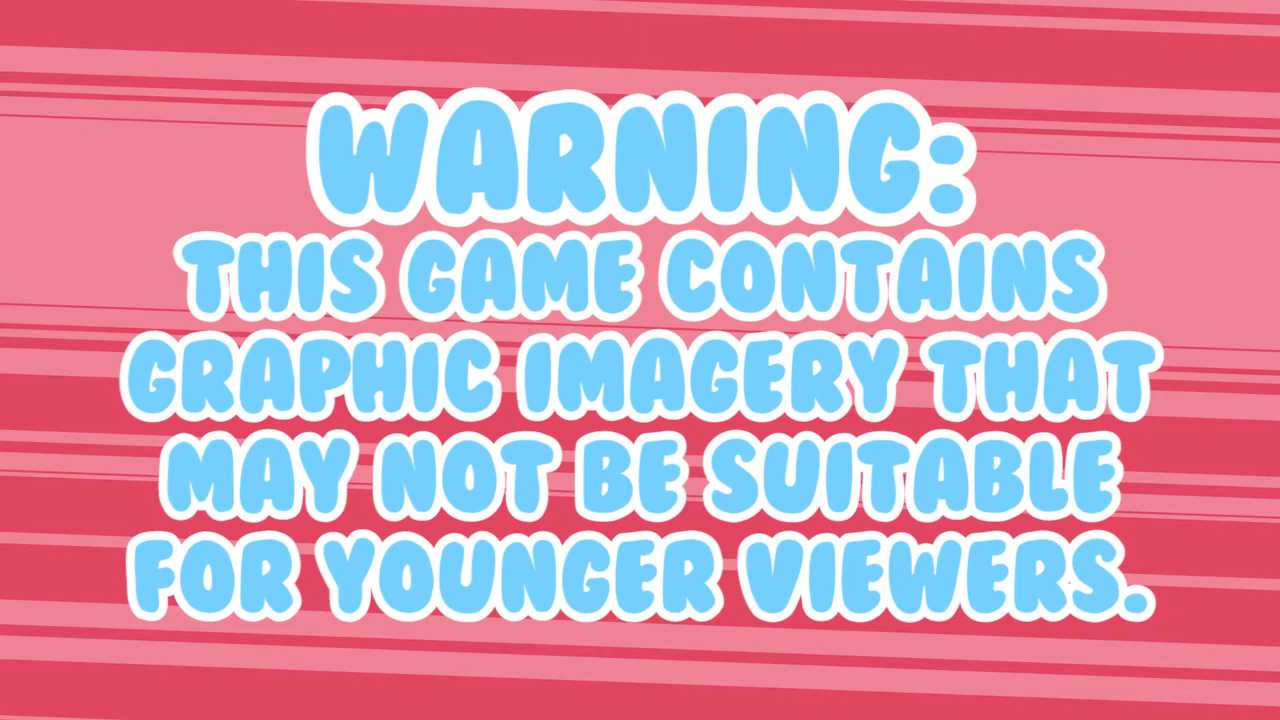 WARNING:
THIS GAME CONTAINS
GRAPHIC IMAGERY THAT
MAY NOT BE SUITABLE
FOR YOUNGER VIEWERS.